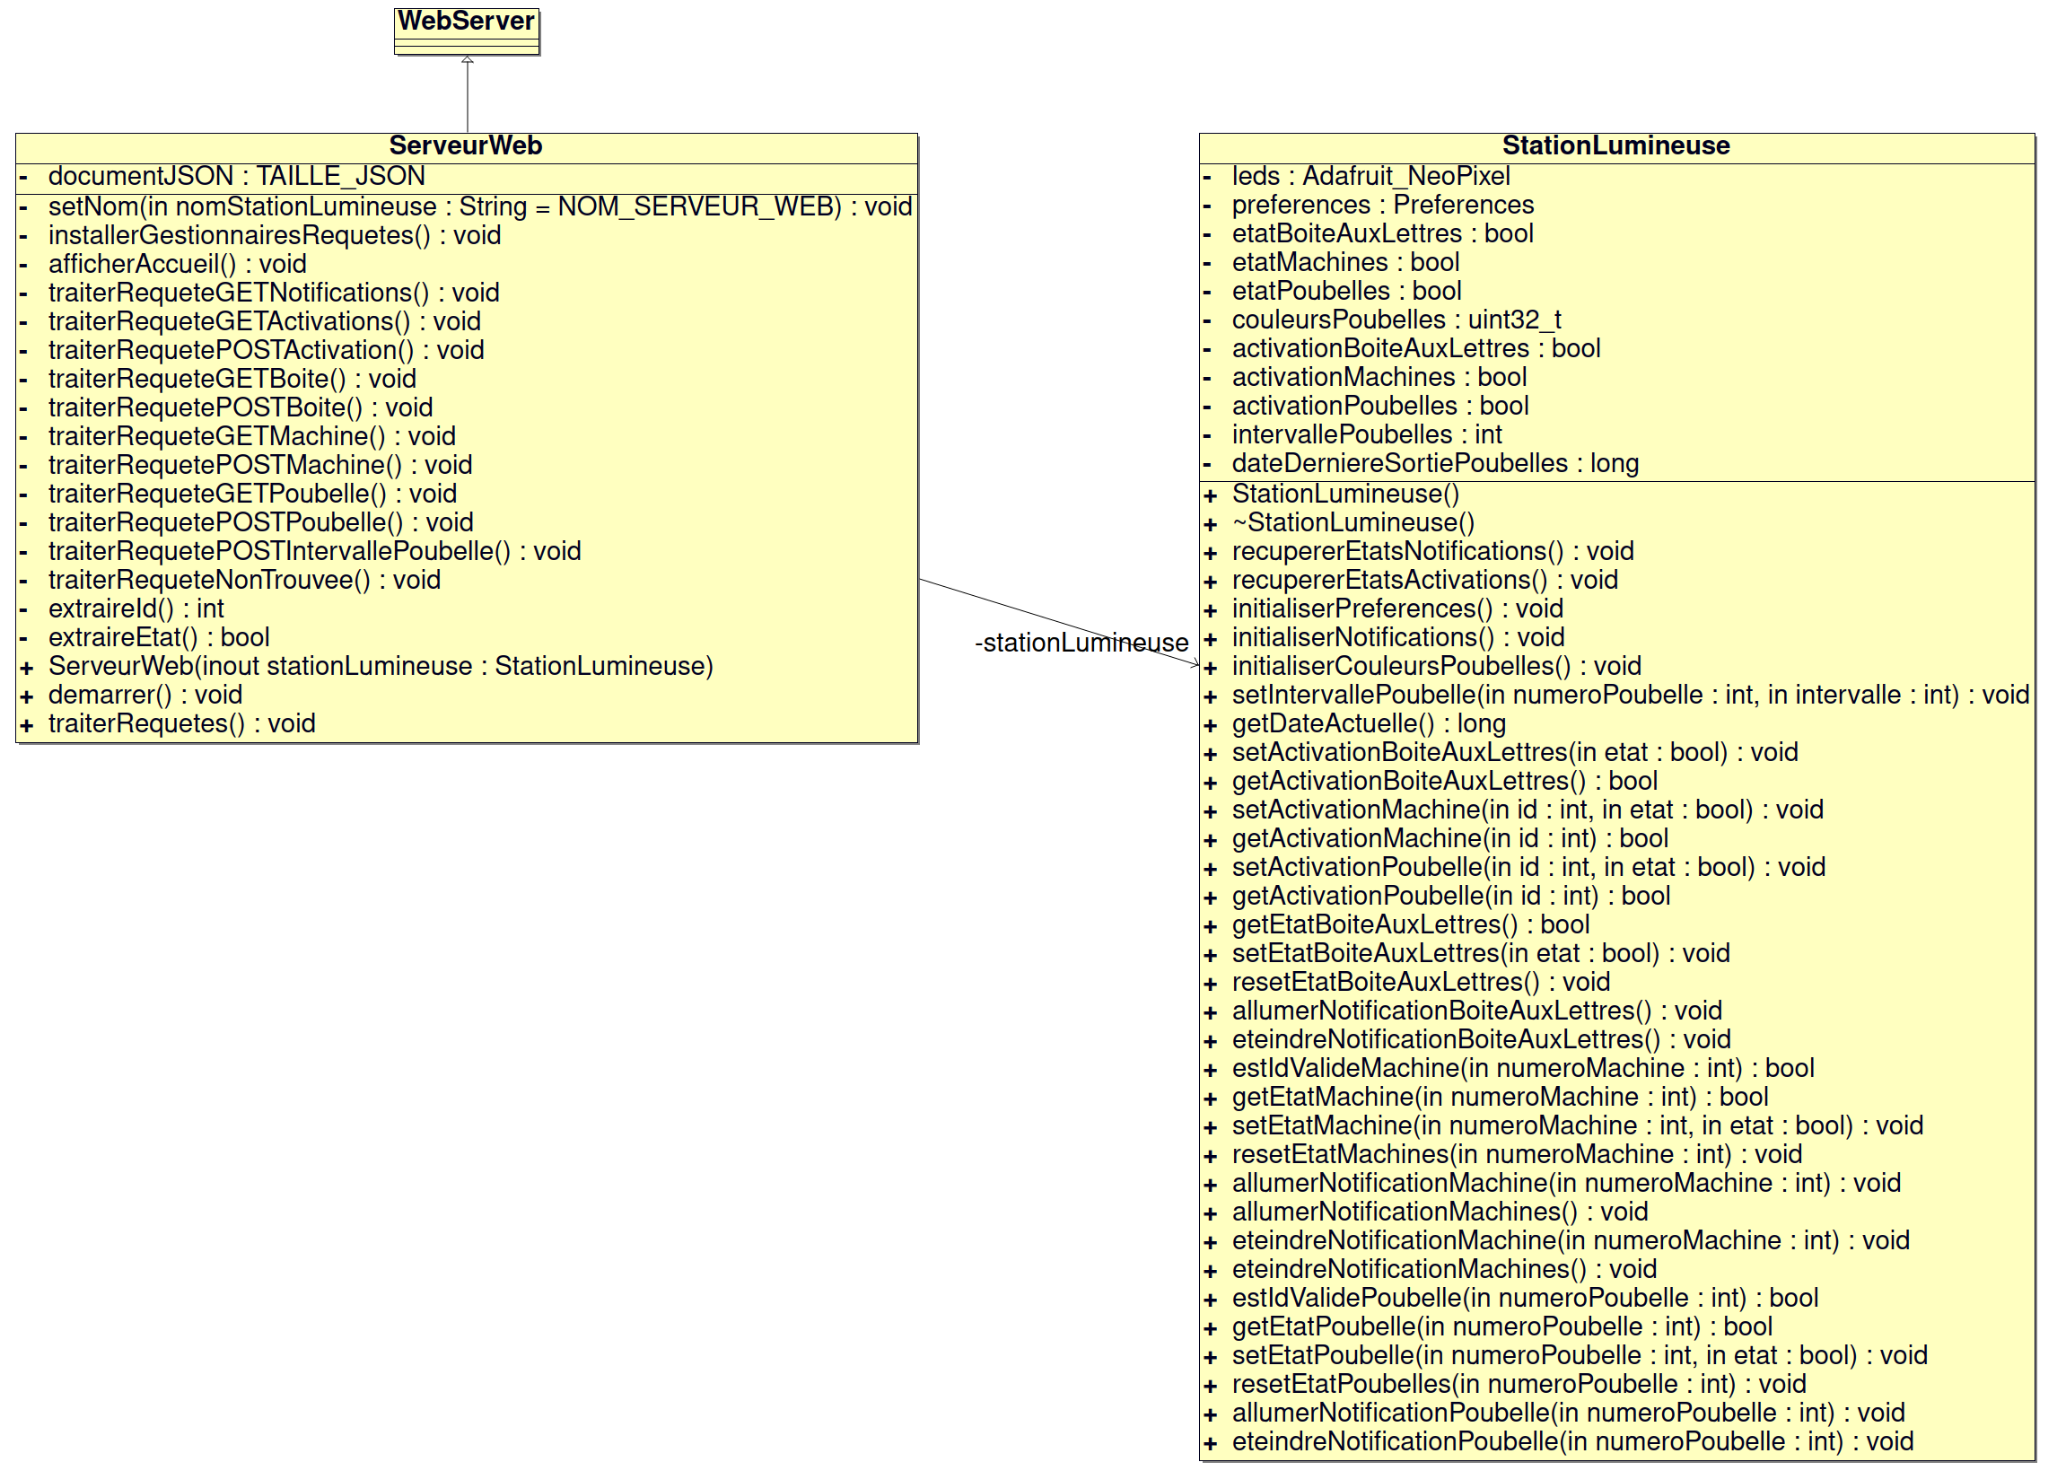 WebServer
ServeurWeb
- documentJSON : TAILLE_JSON
- setNom(in nomStationLumineuse : String = NOM_SERVEUR_WEB) : void
- installerGestionnairesRequetes() : void
- afficherAccueil() : void
- traiterRequeteGETNotifications() : void
- traiterRequeteGETActivations() : void
- traiterRequetePOSTActivation() : void
- traiterRequeteGETBoite() : void
- traiterRequetePOSTBoite() : void
- traiterRequeteGETMachine() : void
- traiterRequetePOSTMachine() : void
- traiterRequeteGETPoubelle() : void
- traiterRequetePOSTPoubelle() : void
- traiterRequetePOSTIntervallePoubelle() : void
- traiterRequeteNonTrouvee() : void
- extraireId() : int
- extraireEtat() : bool
+ ServeurWeb(inout stationLumineuse : StationLumineuse)
+ demarrer() : void
+ traiterRequetes() : void
-stationLumineuse
StationLumineuse
- leds : Adafruit_NeoPixel
- preferences : Preferences
- etatBoiteAuxLettres : bool
- etatMachines : bool
- etatPoubelles : bool
- couleursPoubelles : uint32_t
- activationBoiteAuxLettres : bool
- activationMachines : bool
- activationPoubelles : bool
- intervallePoubelles : int
- dateDerniereSortiePoubelles : long
+ StationLumineuse()
+ ~StationLumineuse()
+ recupererEtatsNotifications() : void
+ recupererEtatsActivations() : void
+ initialiserPreferences() : void
+ initialiserNotifications() : void
+ initialiserCouleursPoubelles() : void
+ setIntervallePoubelle(in numeroPoubelle : int, in intervalle : int) : void
+ getDateActuelle() : long
+ setActivationBoiteAuxLettres(in etat : bool) : void
+ getActivationBoiteAuxLettres() : bool
+ setActivationMachine(in id : int, in etat : bool) : void
+ getActivationMachine(in id : int) : bool
+ setActivationPoubelle(in id : int, in etat : bool) : void
+ getActivationPoubelle(in id : int) : bool
+ getEtatBoiteAuxLettres() : bool
+ setEtatBoiteAuxLettres(in etat : bool) : void
+ resetEtatBoiteAuxLettres() : void
+ allumerNotificationBoiteAuxLettres() : void
+ eteindreNotificationBoiteAuxLettres() : void
+ estIdValideMachine(in numeroMachine : int) : bool
+ getEtatMachine(in numeroMachine : int) : bool
+ setEtatMachine(in numeroMachine : int, in etat : bool) : void
+ resetEtatMachines(in numeroMachine : int) : void
+ allumerNotificationMachine(in numeroMachine : int) : void
+ allumerNotificationMachines() : void
+ eteindreNotificationMachine(in numeroMachine : int) : void
+ eteindreNotificationMachines() : void
+ estIdValidePoubelle(in numeroPoubelle : int) : bool
+ getEtatPoubelle(in numeroPoubelle : int) : bool
+ setEtatPoubelle(in numeroPoubelle : int, in etat : bool) : void
+ resetEtatPoubelles(in numeroPoubelle : int) : void
+ allumerNotificationPoubelle(in numeroPoubelle : int) : void
+ eteindreNotificationPoubelle(in numeroPoubelle : int) : void